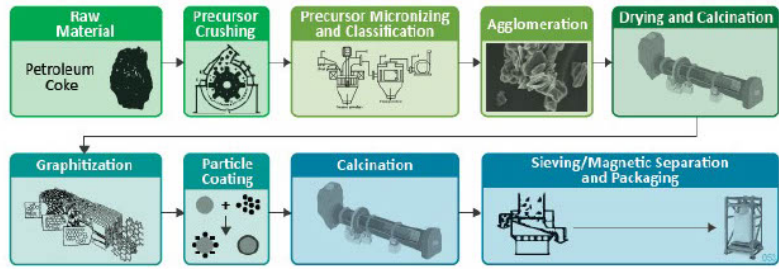 Raw
Material
Petroleum
Coke
Precursor
Crushing
Precursor Micronizing
and Classification
Agglomeration
Drying and Calcination
Graphitization
Particle
Coating
+
Calcination
Sieving/Magnetic Separation
and Packaging